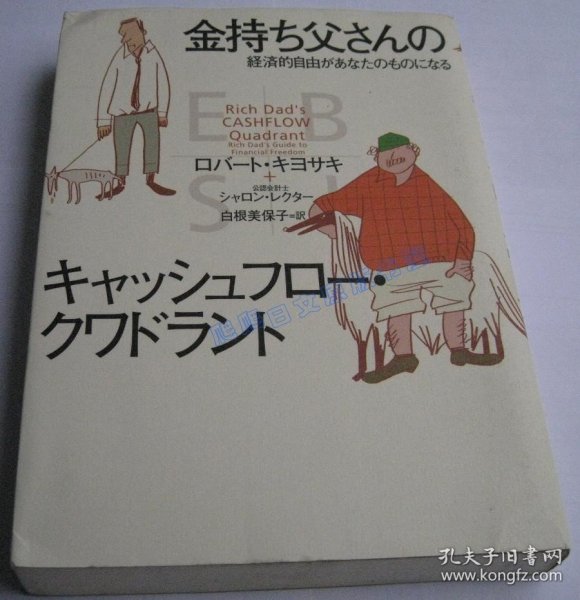 金持ち父さんの
経済的自由があなたのものになる
E B
S I
Rich Dad's
CASHFLOW
Quadrant
Rich Dad's Guide to
Financial Freedom
ロバート・キヨサキ
+
公認会計士
シャロン・レクター
白根美保子=訳
キャッシュフロー・
クワドラント
孔夫子旧书网
www.kongfz.com